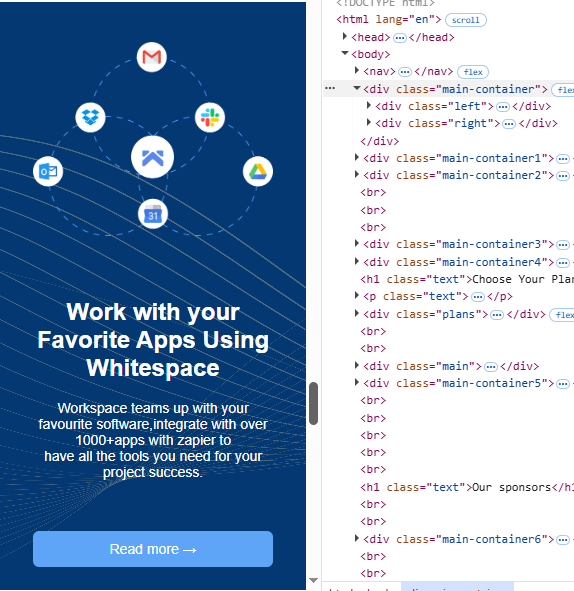 31
Work with your
Favorite Apps Using
Whitespace
Workspace teams up with your
favourite software,integrate with over
1000+apps with zapier to
have all the tools you need for your
project success.
Read more →
<!DOCTYPE html>
<html lang="en"> scroll
<head> … </head>
<body>
<nav> … </nav> flex
… <div class="main-container"> flex
<div class="left"> … </div>
<div class="right"> … </div>
</div>
<div class="main-container1"> …
<div class="main-container2"> …
<br>
<br>
<br>
<div class="main-container3"> …
<div class="main-container4"> …
<h1 class="text">Choose Your Plan
<p class="text"> … </p>
<div class="plans"> … </div> flex
<br>
<br>
<div class="main"> … </div>
<div class="main-container5"> …
<br>
<br>
<br>
<br>
<br>
<h1 class="text">Our sponsors</h1
<br>
<br>
<div class="main-container6"> …
<br>
<br>